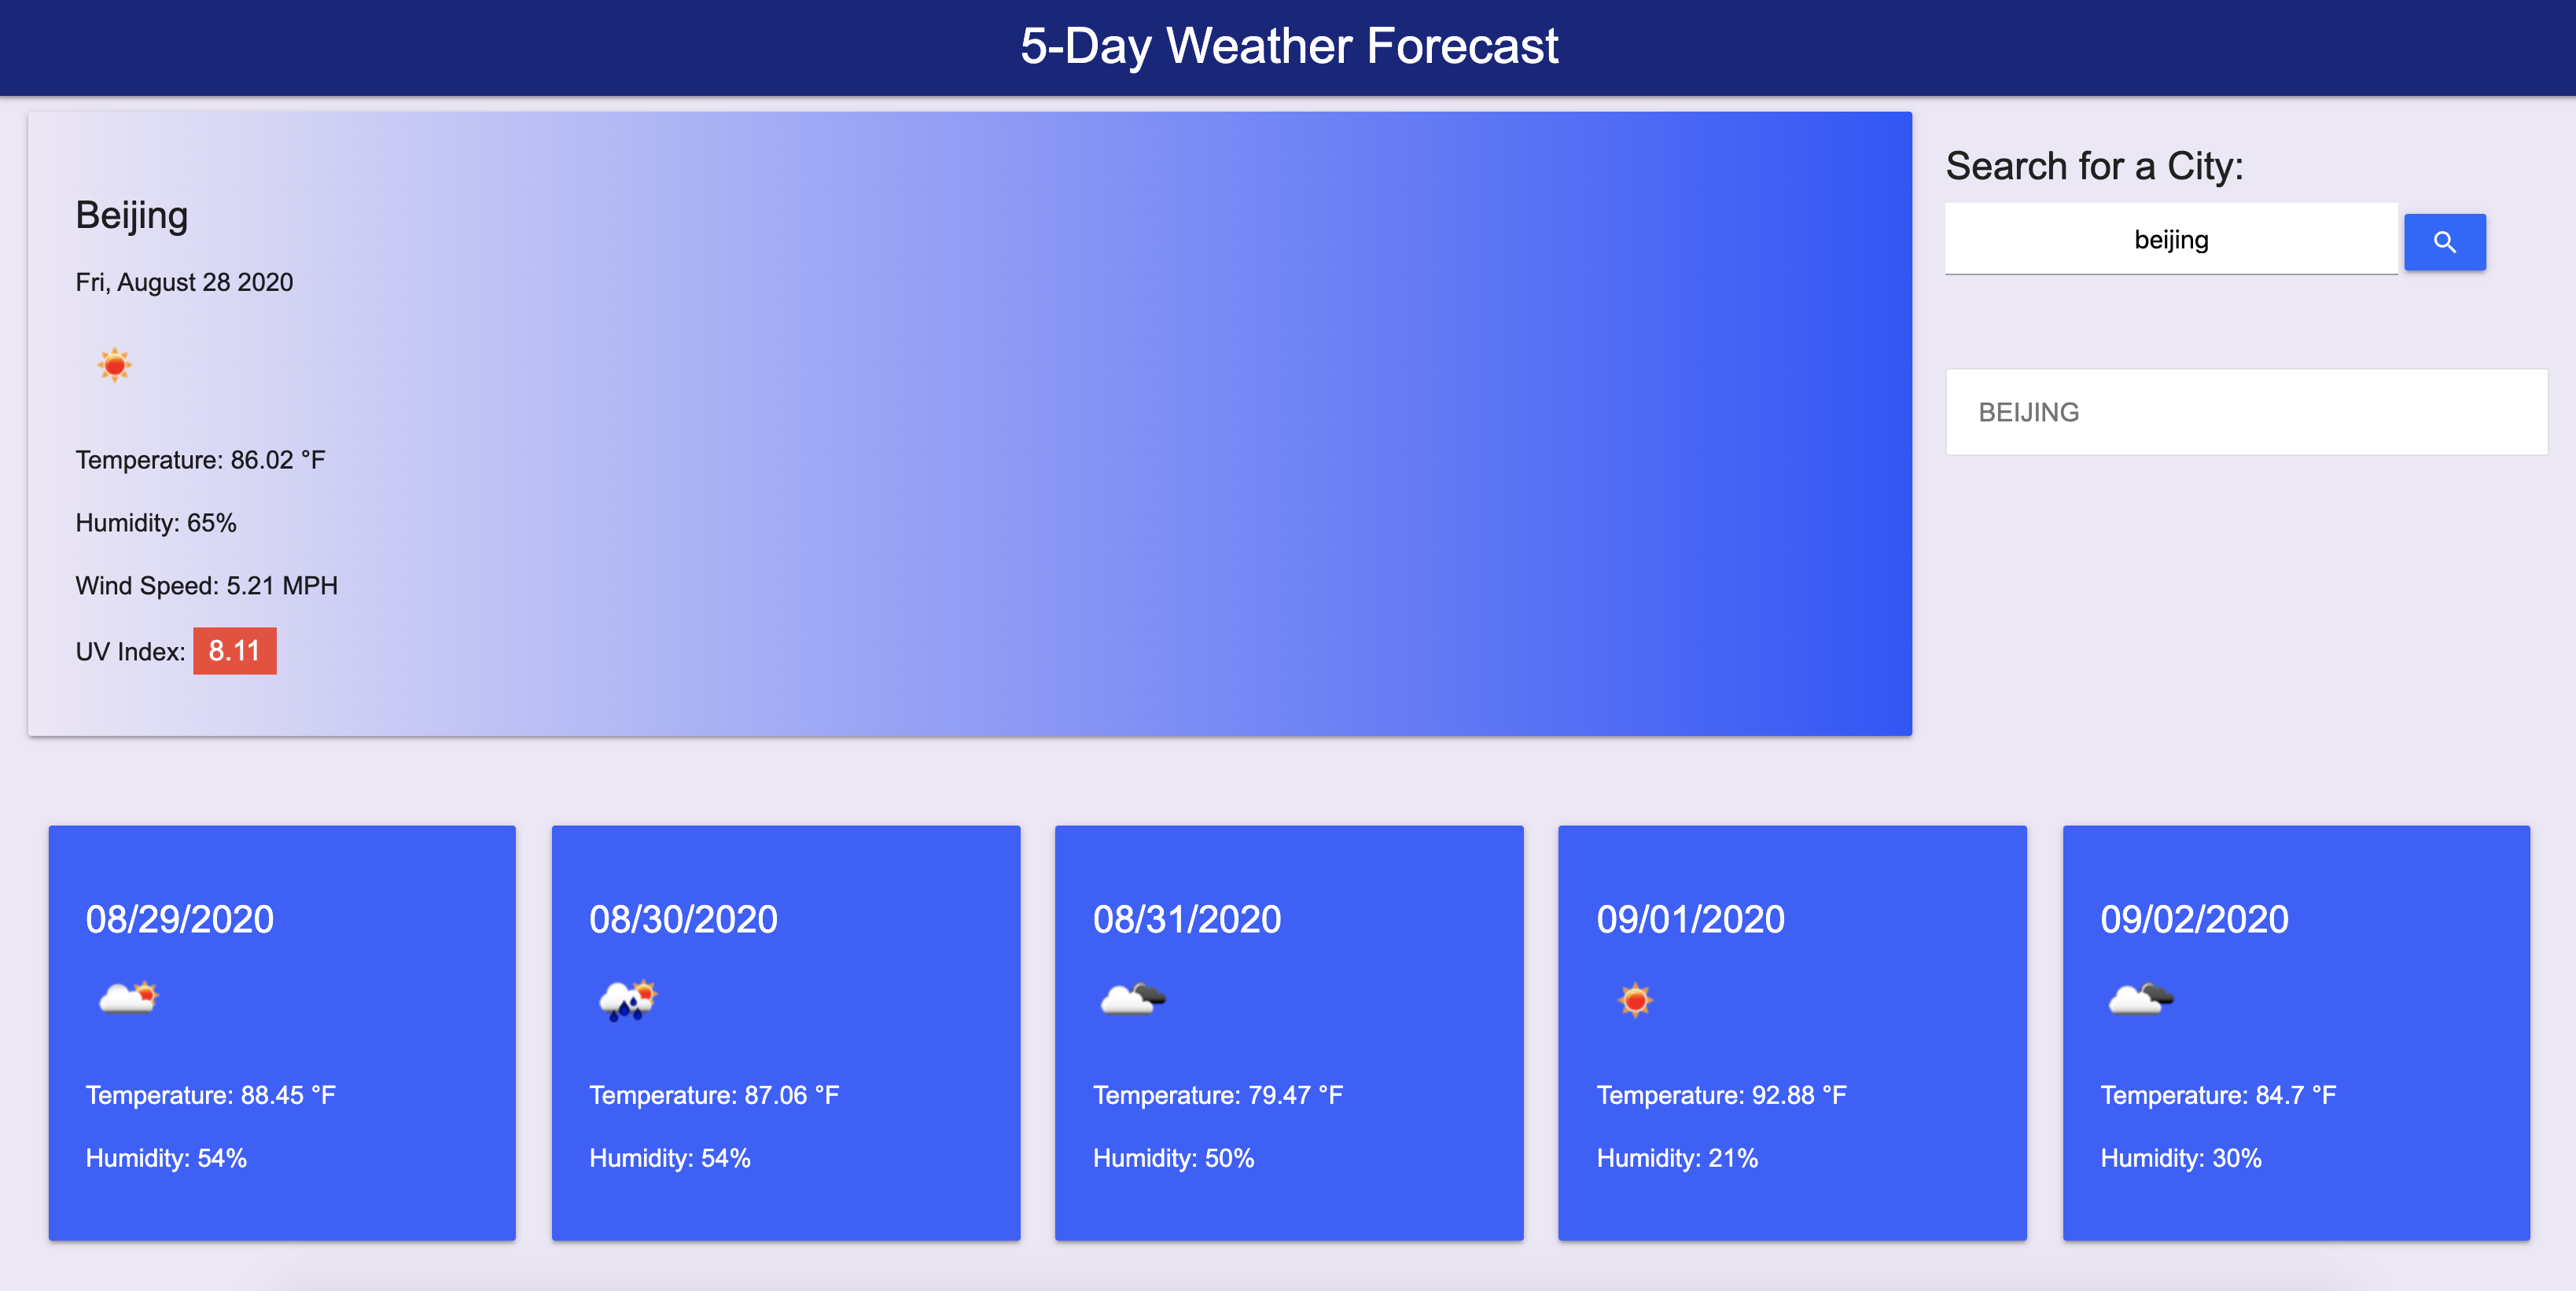 5-Day Weather Forecast
Beijing
Fri, August 28 2020
Temperature: 86.02 °F
Humidity: 65%
Wind Speed: 5.21 MPH
UV Index: 8.11
Search for a City:
beijing
BEIJING
08/29/2020
Temperature: 88.45 °F
Humidity: 54%
08/30/2020
Temperature: 87.06 °F
Humidity: 54%
08/31/2020
Temperature: 79.47 °F
Humidity: 50%
09/01/2020
Temperature: 92.88 °F
Humidity: 21%
09/02/2020
Temperature: 84.7 °F
Humidity: 30%